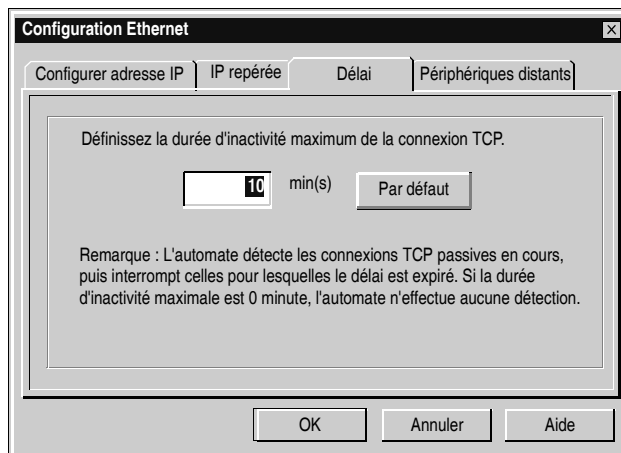 Configuration Ethernet
Configurer adresse IP
IP repérée
Délai
Périphériques distants
Définissez la durée d'inactivité maximum de la connexion TCP.
10 min(s) Par défaut
Remarque : L'automate détecte les connexions TCP passives en cours,
puis interrompt celles pour lesquelles le délai est expiré. Si la durée
d'inactivité maximale est 0 minute, l'automate n'effectue aucune détection.
OK Annuler Aide